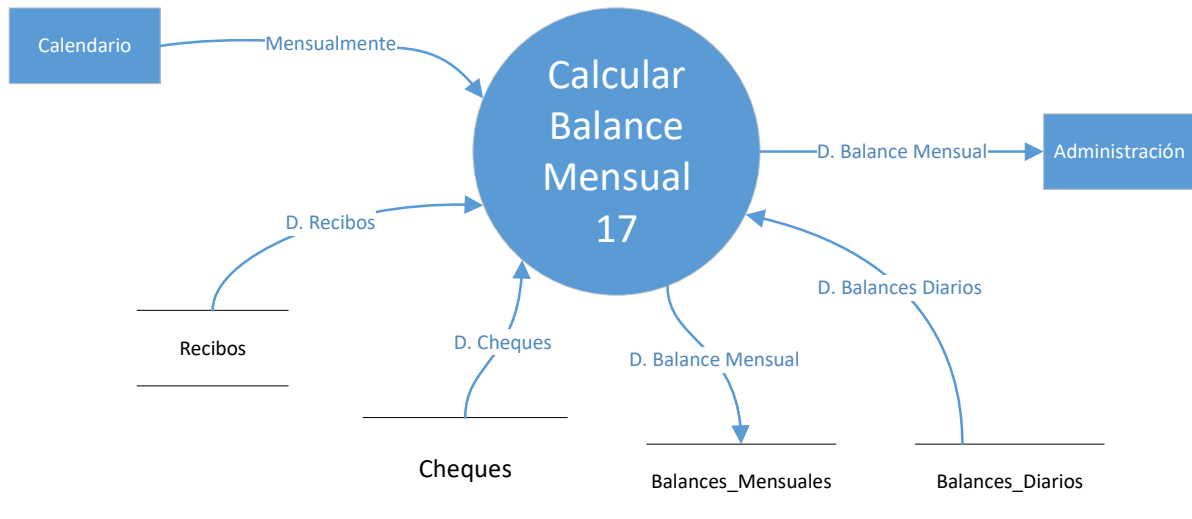 Calendario
Mensualmente
Calcular
Balance
Mensual
17
D. Balance Mensual
Administración
D. Recibos
D. Balances Diarios
D. Cheques
D. Balance Mensual
Recibos
Cheques
Balances_Mensuales
Balances_Diarios